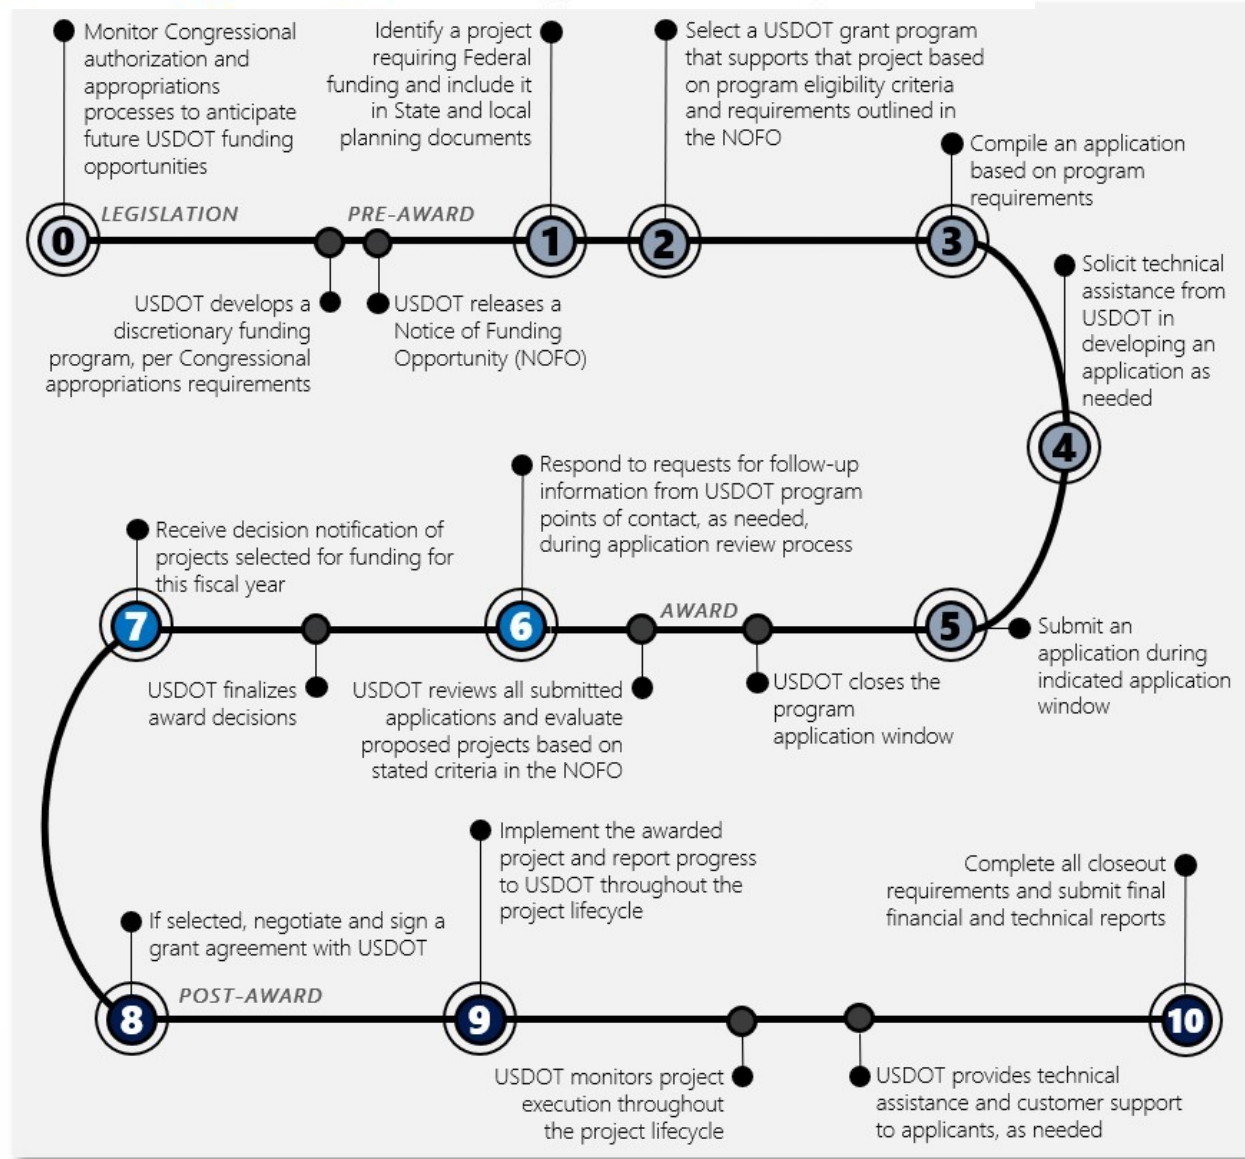 Monitor Congressional
authorization and
appropriations
processes to anticipate
future USDOT funding
opportunities
Identify a project
requiring Federal
funding and include it
in State and local
planning documents
Select a USDOT grant program
that supports that project based
on program eligibility criteria
and requirements outlined in
the NOFO
Compile an application
based on program
requirements
LEGISLATION
PRE-AWARD
0
1
2
3
USDOT develops a
discretionary funding
program, per Congressional
appropriations requirements
USDOT releases a
Notice of Funding
Opportunity (NOFO)
Solicit technical
assistance from
USDOT in
developing an
application as
needed
4
Respond to requests for follow-up
information from USDOT program
points of contact, as needed,
during application review process
Receive decision notification of
projects selected for funding for
this fiscal year
AWARD
7
6
5
Submit an
application during
indicated application
window
USDOT finalizes
award decisions
USDOT reviews all submitted
applications and evaluate
proposed projects based on
stated criteria in the NOFO
USDOT closes the
program
application window
Implement the awarded
project and report progress
to USDOT throughout the
project lifecycle
Complete all closeout
requirements and submit final
financial and technical reports
If selected, negotiate and sign a
grant agreement with USDOT
POST-AWARD
8
9
10
USDOT monitors project
execution throughout
the project lifecycle
USDOT provides technical
assistance and customer support
to applicants, as needed